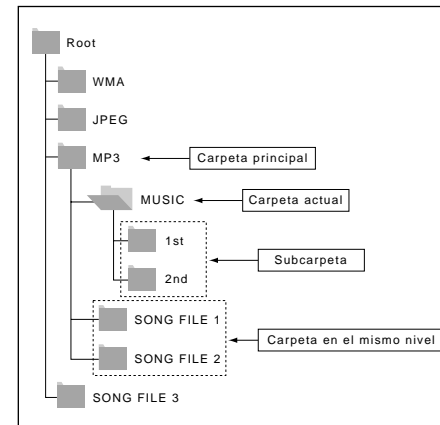 Root
WMA
JPEG
MP3
Carpeta principal
MUSIC
Carpeta actual
1st
Subcarpeta
2nd
SONG FILE 1
Carpeta en el mismo nivel
SONG FILE 2
SONG FILE 3